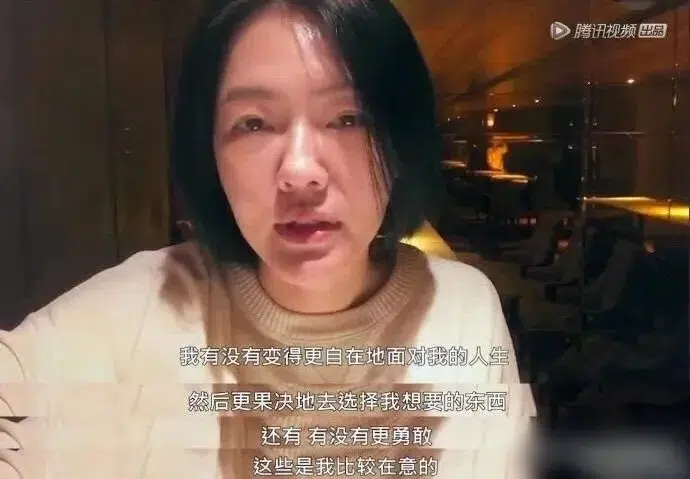 腾讯视频 出品
我有没有变得更自在地面对我的人生
然后更果决地去选择我想要的东西
还有 有没有更勇敢
这些是我比较在意的